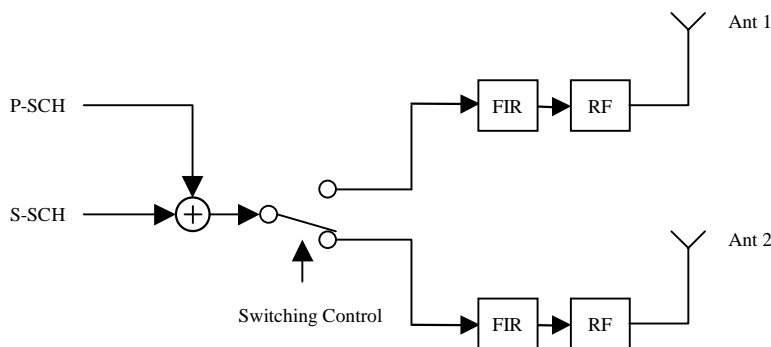 Ant 1
P-SCH
FIR
RF
S-SCH
Ant 2
Switching Control
FIR
RF